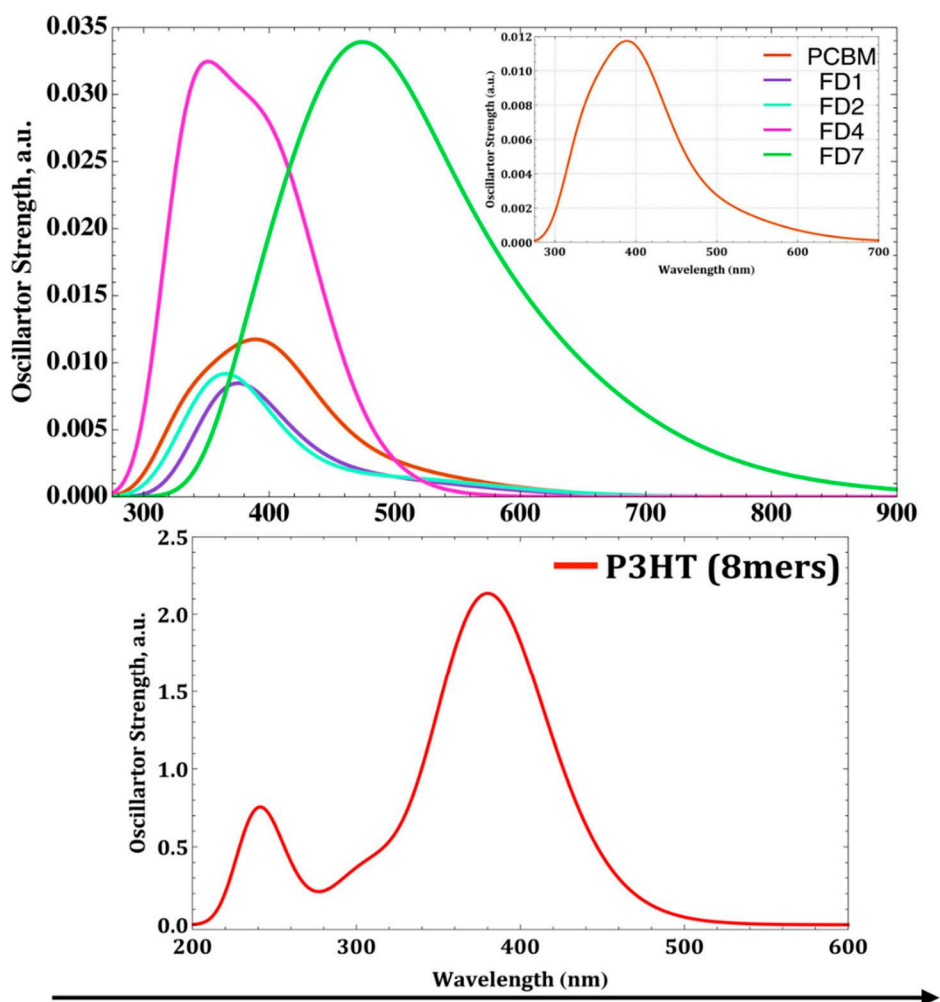 0.035
0.030
0.025
0.020
0.015
0.010
0.005
0.000
Oscillartor Strength, a.u.
300 400 500 600 700 800 900
0.012
0.010
0.008
0.006
0.004
0.002
0.000
Oscillartor Strength (a.u.)
300 400 500 600 700
Wavelength (nm)
PCBM
FD1
FD2
FD4
FD7
2.5
2.0
1.5
1.0
0.5
0.0
Oscillartor Strength, a.u.
P3HT (8mers)
200 300 400 500 600
Wavelength (nm)